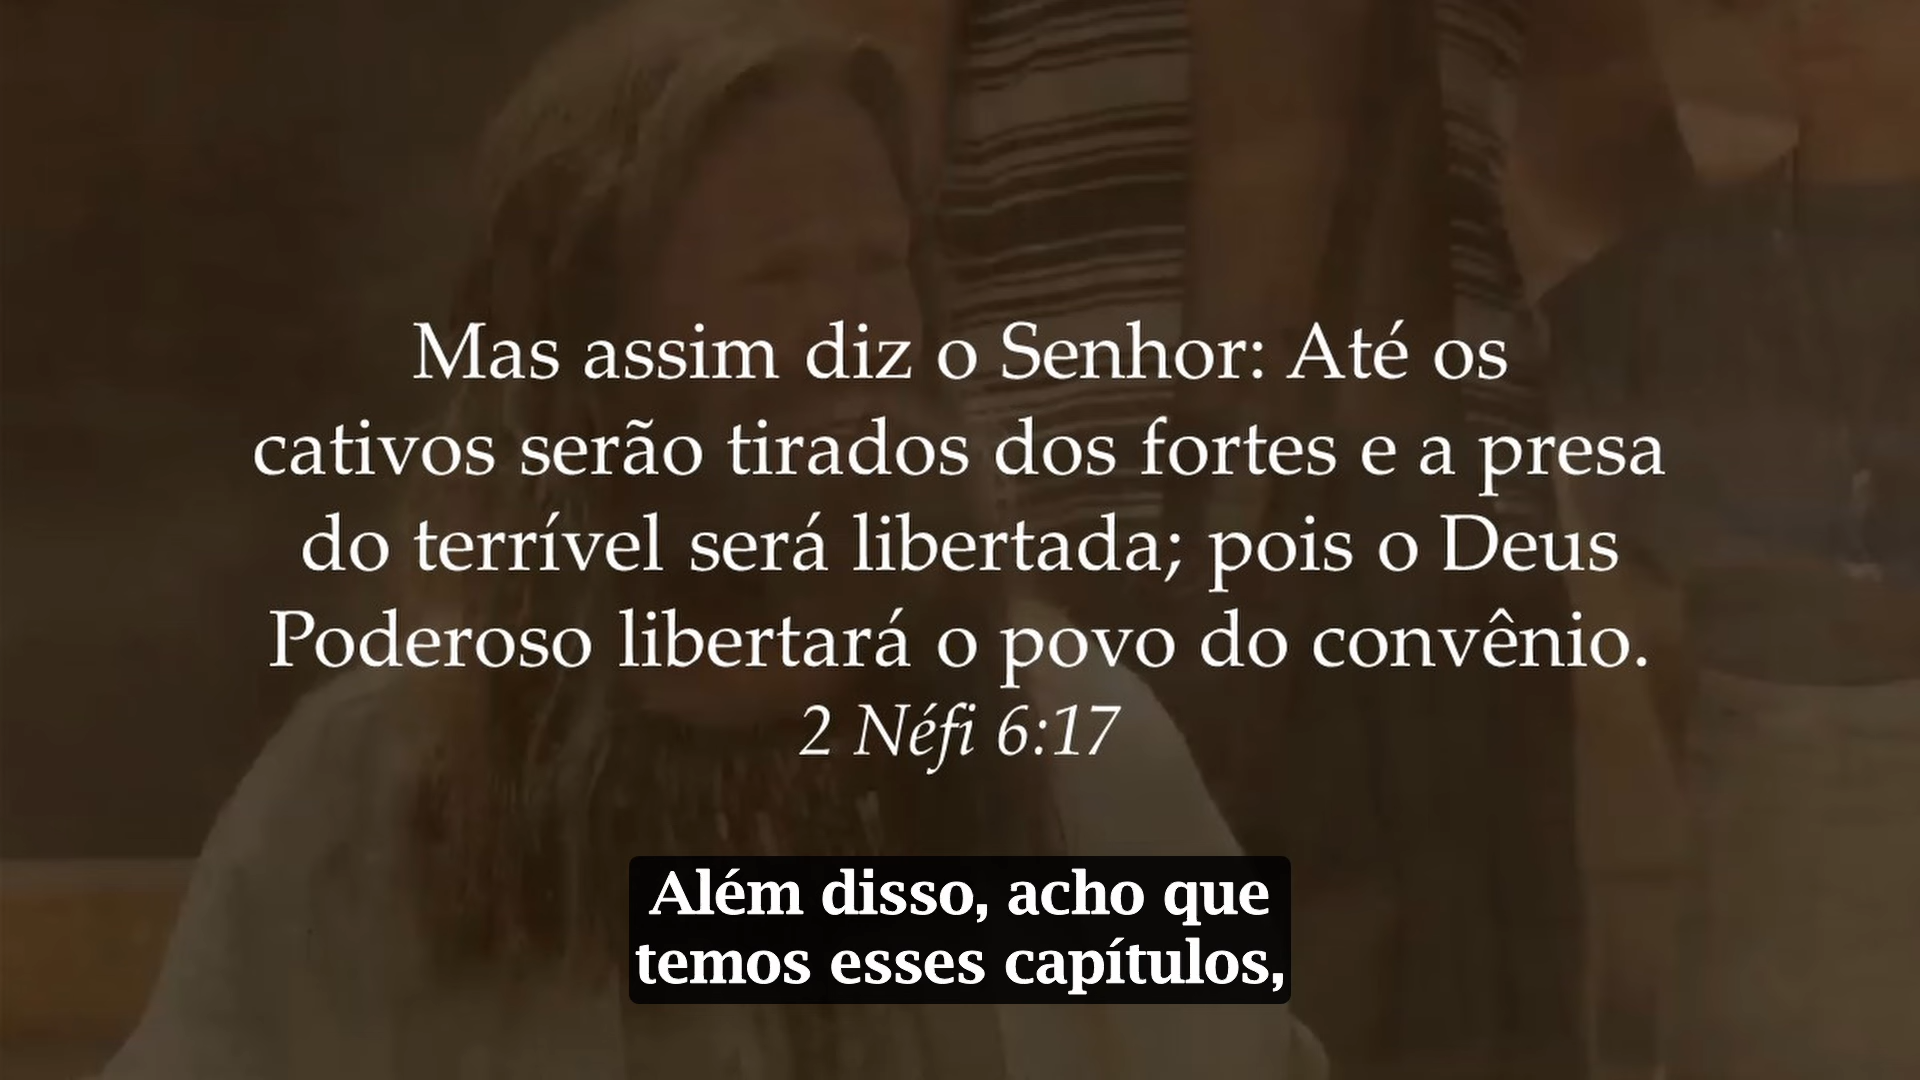 Mas assim diz o Senhor: Até os
cativos serão tirados dos fortes e a presa
do terrível será libertada; pois o Deus
Poderoso libertará o povo do convênio.
2 Néfi 6:17
Além disso, acho que
temos esses capítulos,